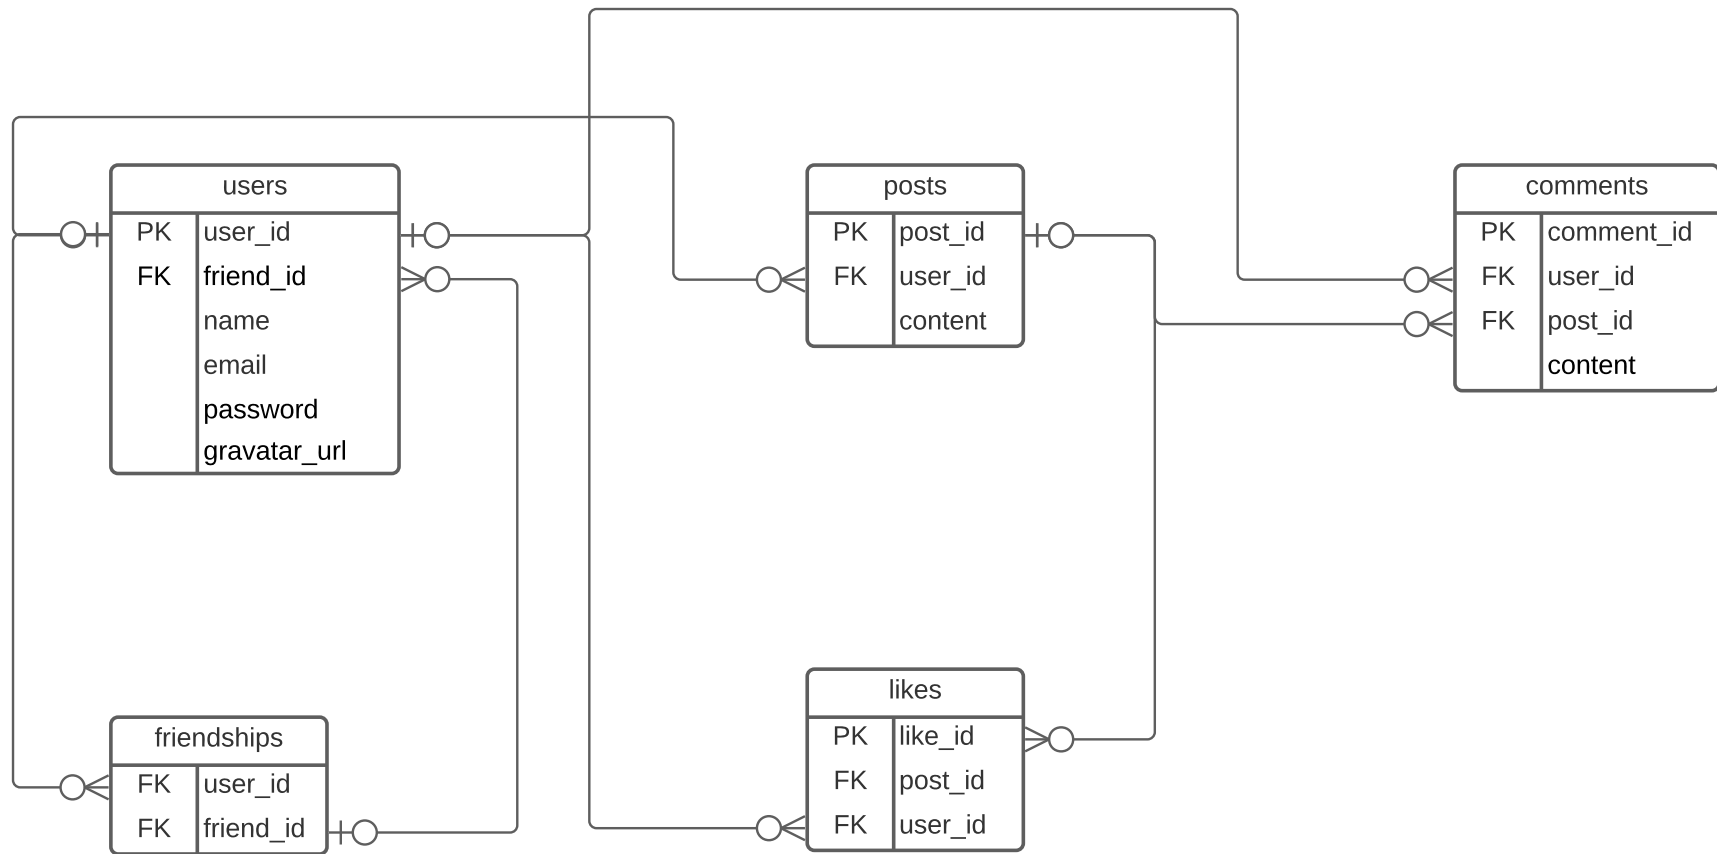 users
PK user_id
FK friend_id
name
email
password
gravatar_url
posts
PK post_id
FK user_id
content
comments
PK comment_id
FK user_id
FK post_id
content
friendships
FK user_id
FK friend_id
likes
PK like_id
FK post_id
FK user_id